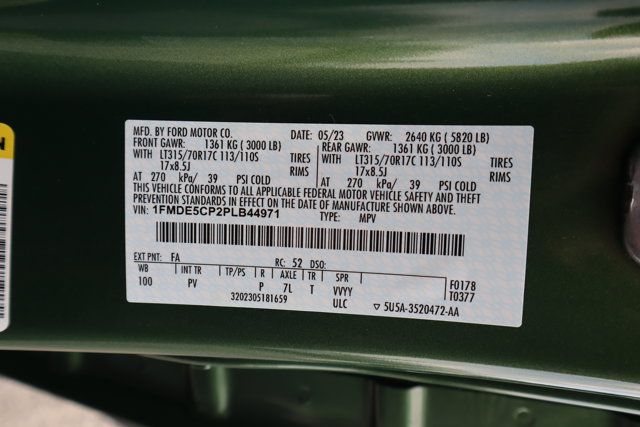 MFD. BY FORD MOTOR CO. DATE: 05/23 GVWR: 2640 KG ( 5820 LB)
FRONT GAWR: 1361 KG ( 3000 LB) REAR GAWR: 1361 KG ( 3000 LB)
WITH LT315/70R17C 113/110S TIRES WITH LT315/70R17C 113/110S TIRES
17x8.5J RIMS 17x8.5J RIMS
AT 270 kPa/ 39 PSI COLD AT 270 kPa/ 39 PSI COLD
THIS VEHICLE CONFORMS TO ALL APPLICABLE FEDERAL MOTOR VEHICLE SAFETY AND THEFT
PREVENTION STANDARDS IN EFFECT ON THE DATE OF MANUFACTURE SHOWN ABOVE.
VIN: 1FMDE5CP2PLB44971 TYPE: MPV
EXT PNT: FA RC: 52 DSO:
WB INT TR TP/PS R AXLE TR SPR F0178
100 PV P 7L T VVYY T0377
3202305181659 ULC ▽ 5U5A-3520472-AA